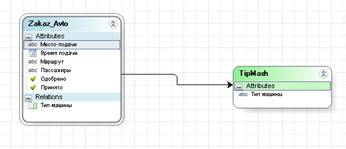 Zakaz_Avto
Attributes
abc Место подачи
Время подачи
abc Маршрут
abc Пассажиры
Одобрено
Принято
Relations
Тип машины
TipMash
Attributes
abc Тип машины